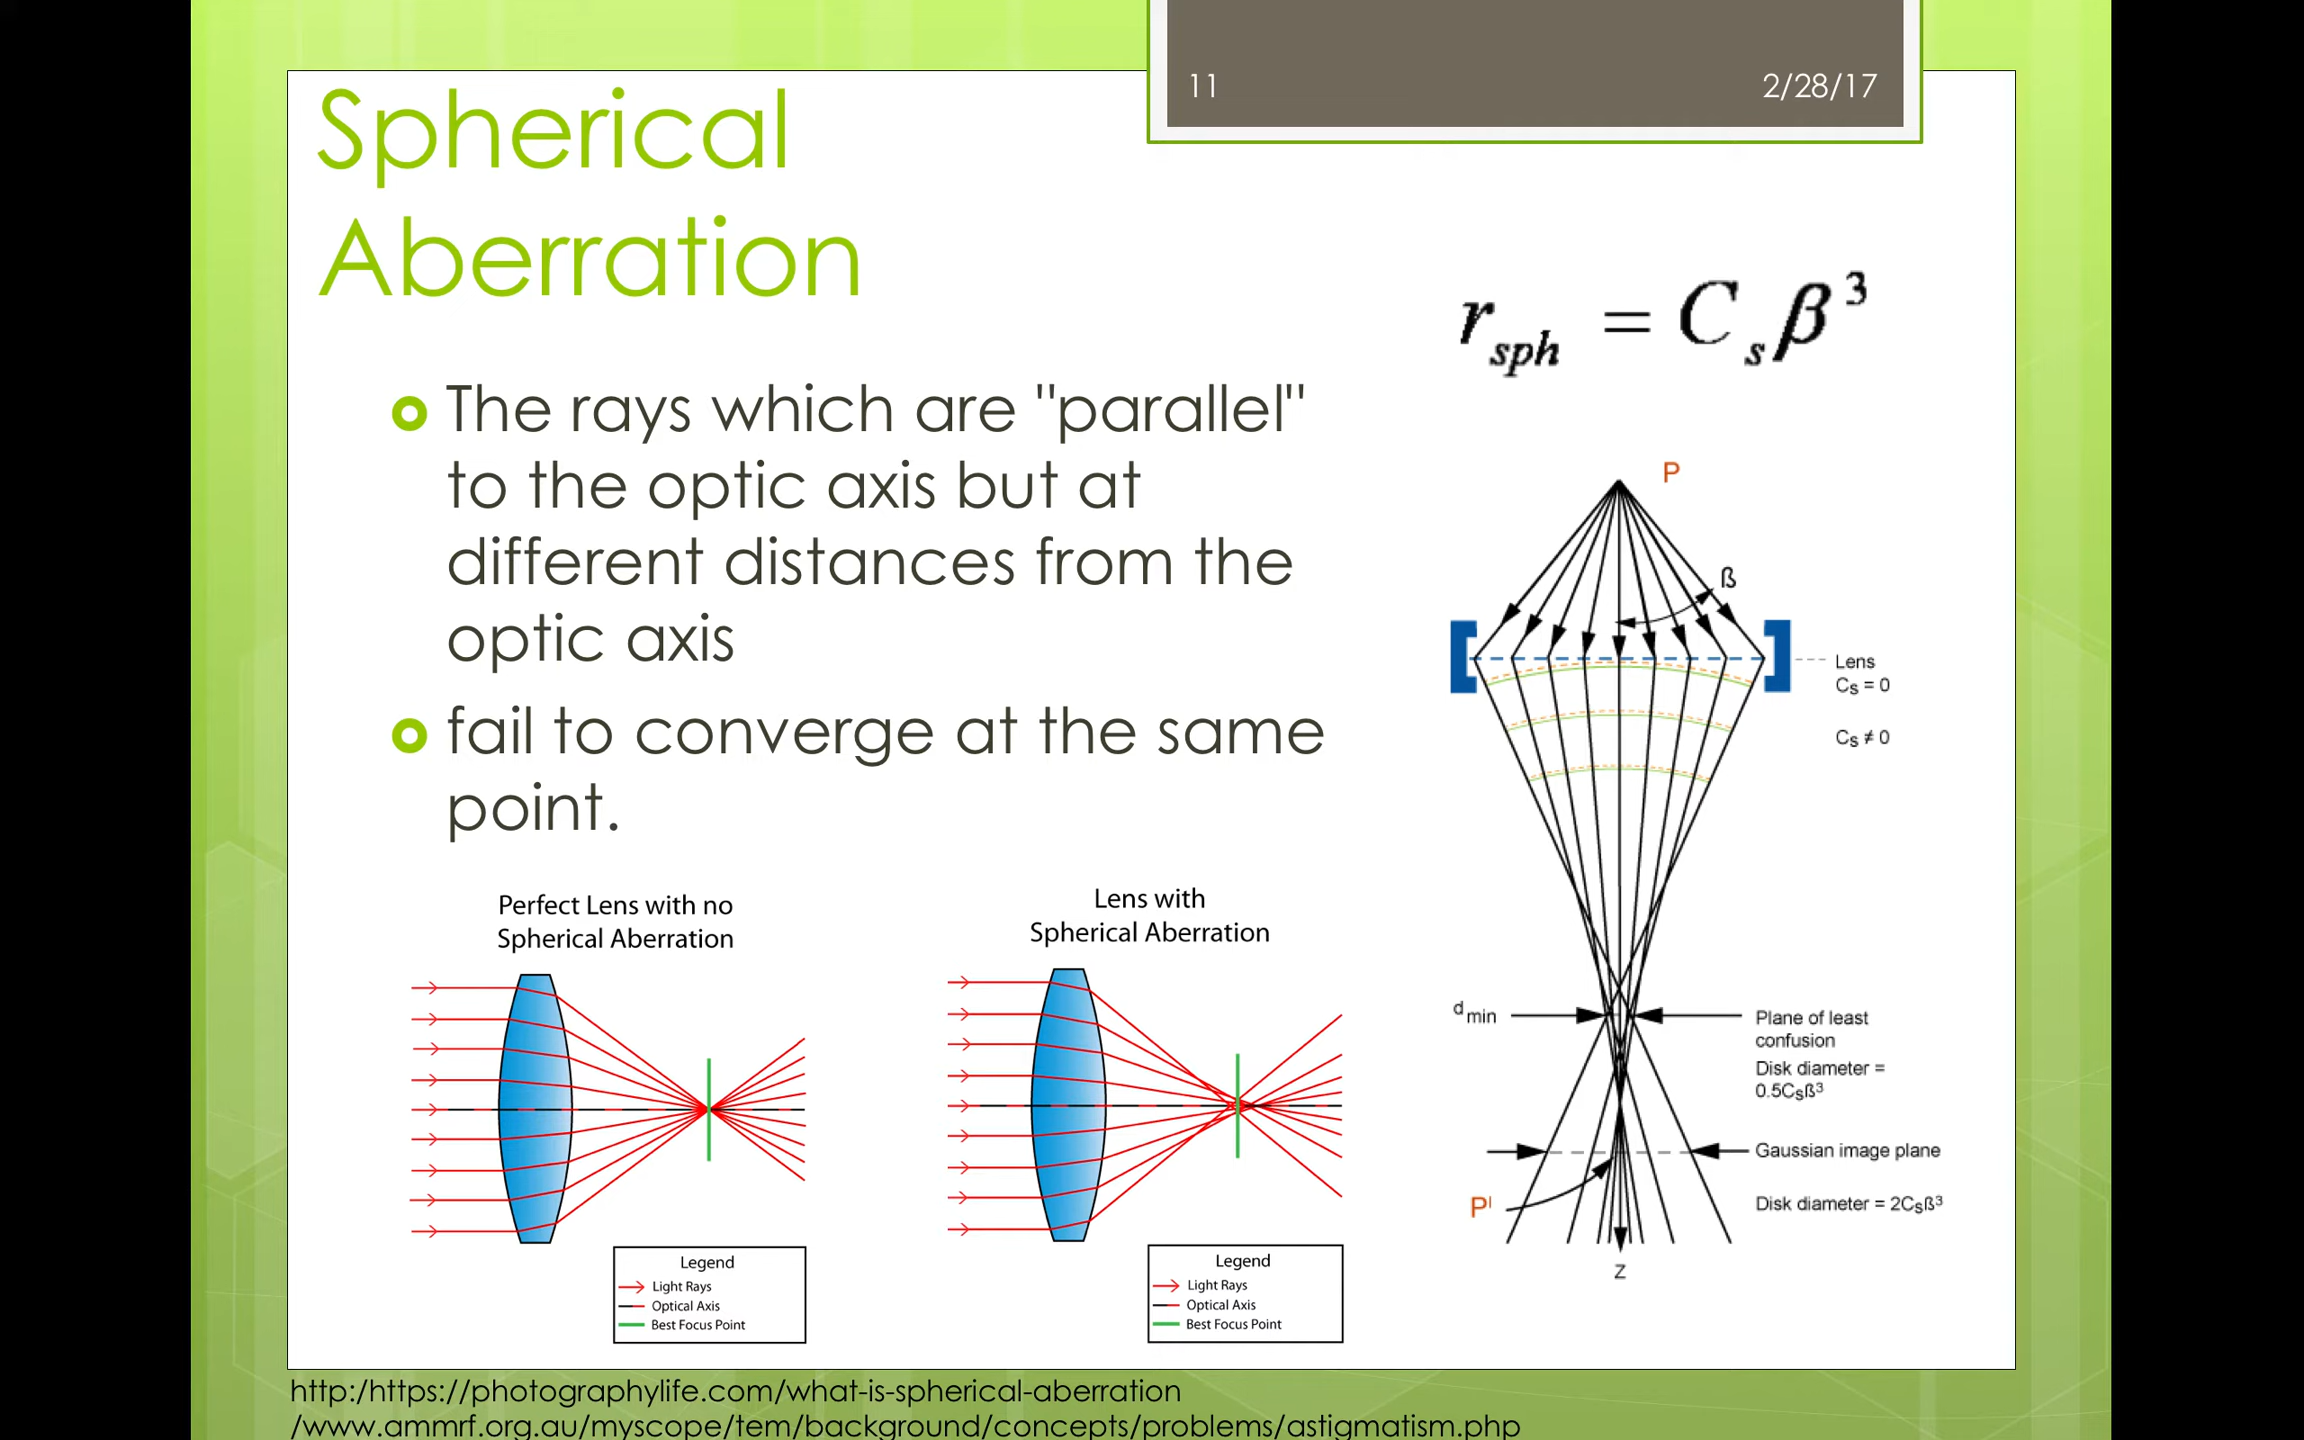 11
2/28/17
Spherical
Aberration
r_sph = C_s β³
The rays which are "parallel"
to the optic axis but at
different distances from the
optic axis
fail to converge at the same
point.
Perfect Lens with no
Spherical Aberration
Legend
Light Rays
Optical Axis
Best Focus Point
Lens with
Spherical Aberration
Legend
Light Rays
Optical Axis
Best Focus Point
P
ß
Lens
Cs = 0
Cs ≠ 0
d min
Plane of least
confusion
Disk diameter =
0.5Csß³
Gaussian image plane
P'
Disk diameter = 2Csß³
z
http:/https://photographylife.com/what-is-spherical-aberration
/www.ammrf.org.au/myscope/tem/background/concepts/problems/astigmatism.php